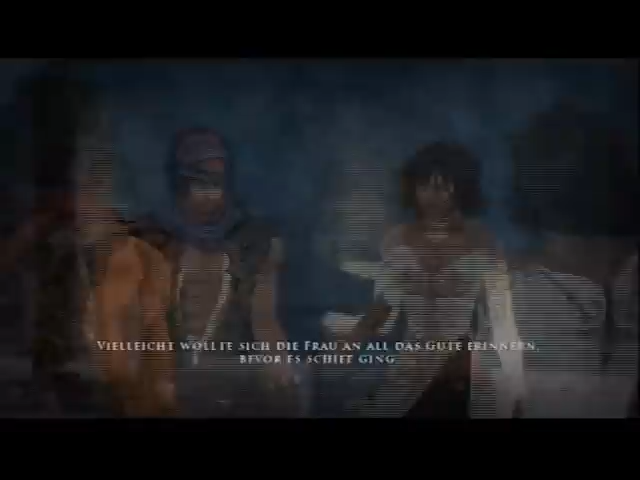 Vielleicht wollte sich die Frau an all das Gute erinnern,
bevor es schief ging.